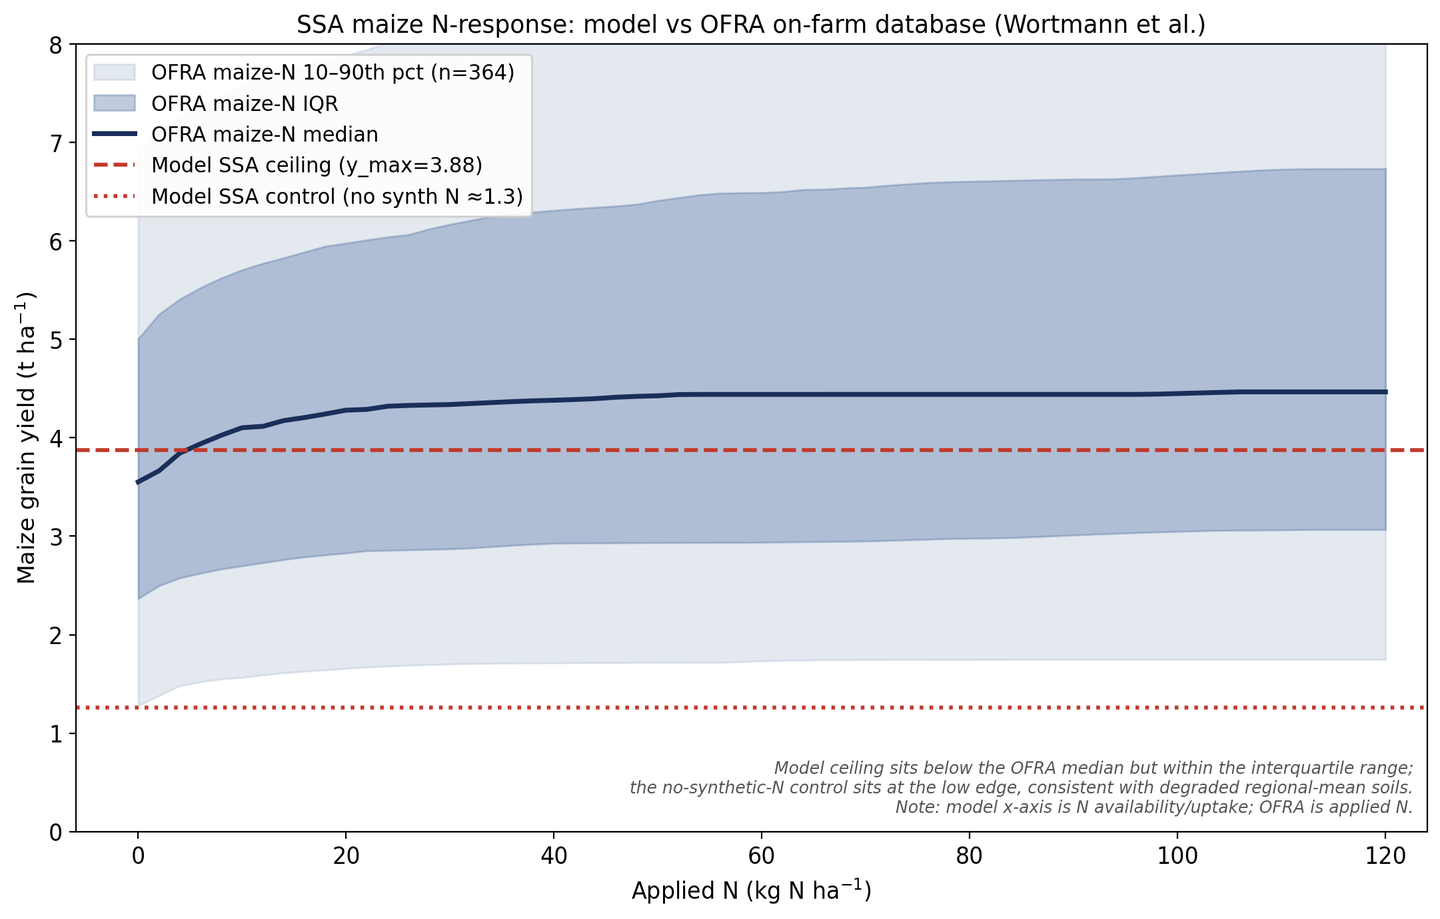 SSA maize N-response: model vs OFRA on-farm database (Wortmann et al.)
OFRA maize-N 10–90th pct (n=364)
OFRA maize-N IQR
OFRA maize-N median
Model SSA ceiling (y_max=3.88)
Model SSA control (no synth N ≈1.3)
Maize grain yield (t ha⁻¹)
8
7
6
5
4
3
2
1
0
Model ceiling sits below the OFRA median but within the interquartile range;
the no-synthetic-N control sits at the low edge, consistent with degraded regional-mean soils.
Note: model x-axis is N availability/uptake; OFRA is applied N.
0 20 40 60 80 100 120
Applied N (kg N ha⁻¹)